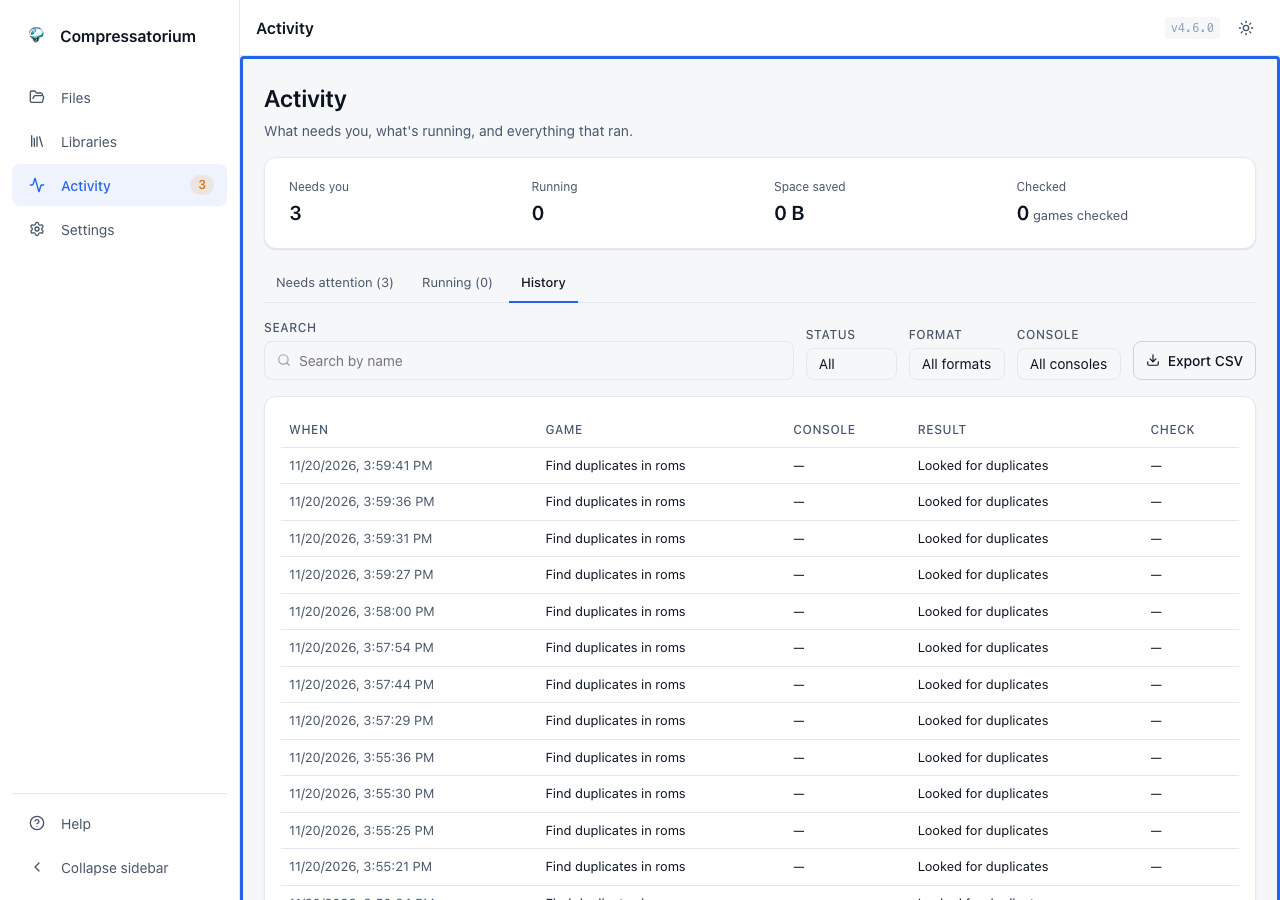 Compressatorium
Files
Libraries
Activity 3
Settings
Help
Collapse sidebar
Activity
v4.6.0
Activity
What needs you, what's running, and everything that ran.
Needs you Running Space saved Checked
3 0 0 B 0 games checked
Needs attention (3) Running (0) History
SEARCH STATUS FORMAT CONSOLE
Search by name All All formats All consoles Export CSV
WHEN GAME CONSOLE RESULT CHECK
11/20/2026, 3:59:41 PM Find duplicates in roms — Looked for duplicates —
11/20/2026, 3:59:36 PM Find duplicates in roms — Looked for duplicates —
11/20/2026, 3:59:31 PM Find duplicates in roms — Looked for duplicates —
11/20/2026, 3:59:27 PM Find duplicates in roms — Looked for duplicates —
11/20/2026, 3:58:00 PM Find duplicates in roms — Looked for duplicates —
11/20/2026, 3:57:54 PM Find duplicates in roms — Looked for duplicates —
11/20/2026, 3:57:44 PM Find duplicates in roms — Looked for duplicates —
11/20/2026, 3:57:29 PM Find duplicates in roms — Looked for duplicates —
11/20/2026, 3:55:36 PM Find duplicates in roms — Looked for duplicates —
11/20/2026, 3:55:30 PM Find duplicates in roms — Looked for duplicates —
11/20/2026, 3:55:25 PM Find duplicates in roms — Looked for duplicates —
11/20/2026, 3:55:21 PM Find duplicates in roms — Looked for duplicates —